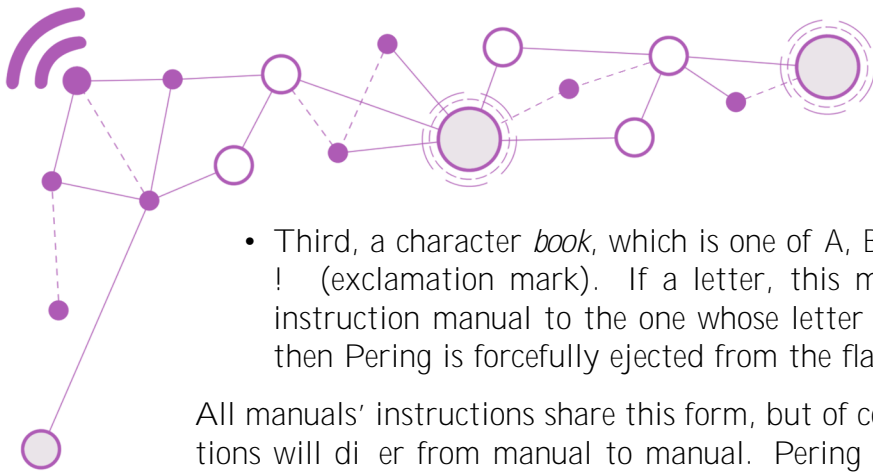 • Third, a character book, which is one of A, B
! (exclamation mark). If a letter, this m
instruction manual to the one whose letter
then Pering is forcefully ejected from the fla
All manuals' instructions share this form, but of co
tions will di er from manual to manual. Pering